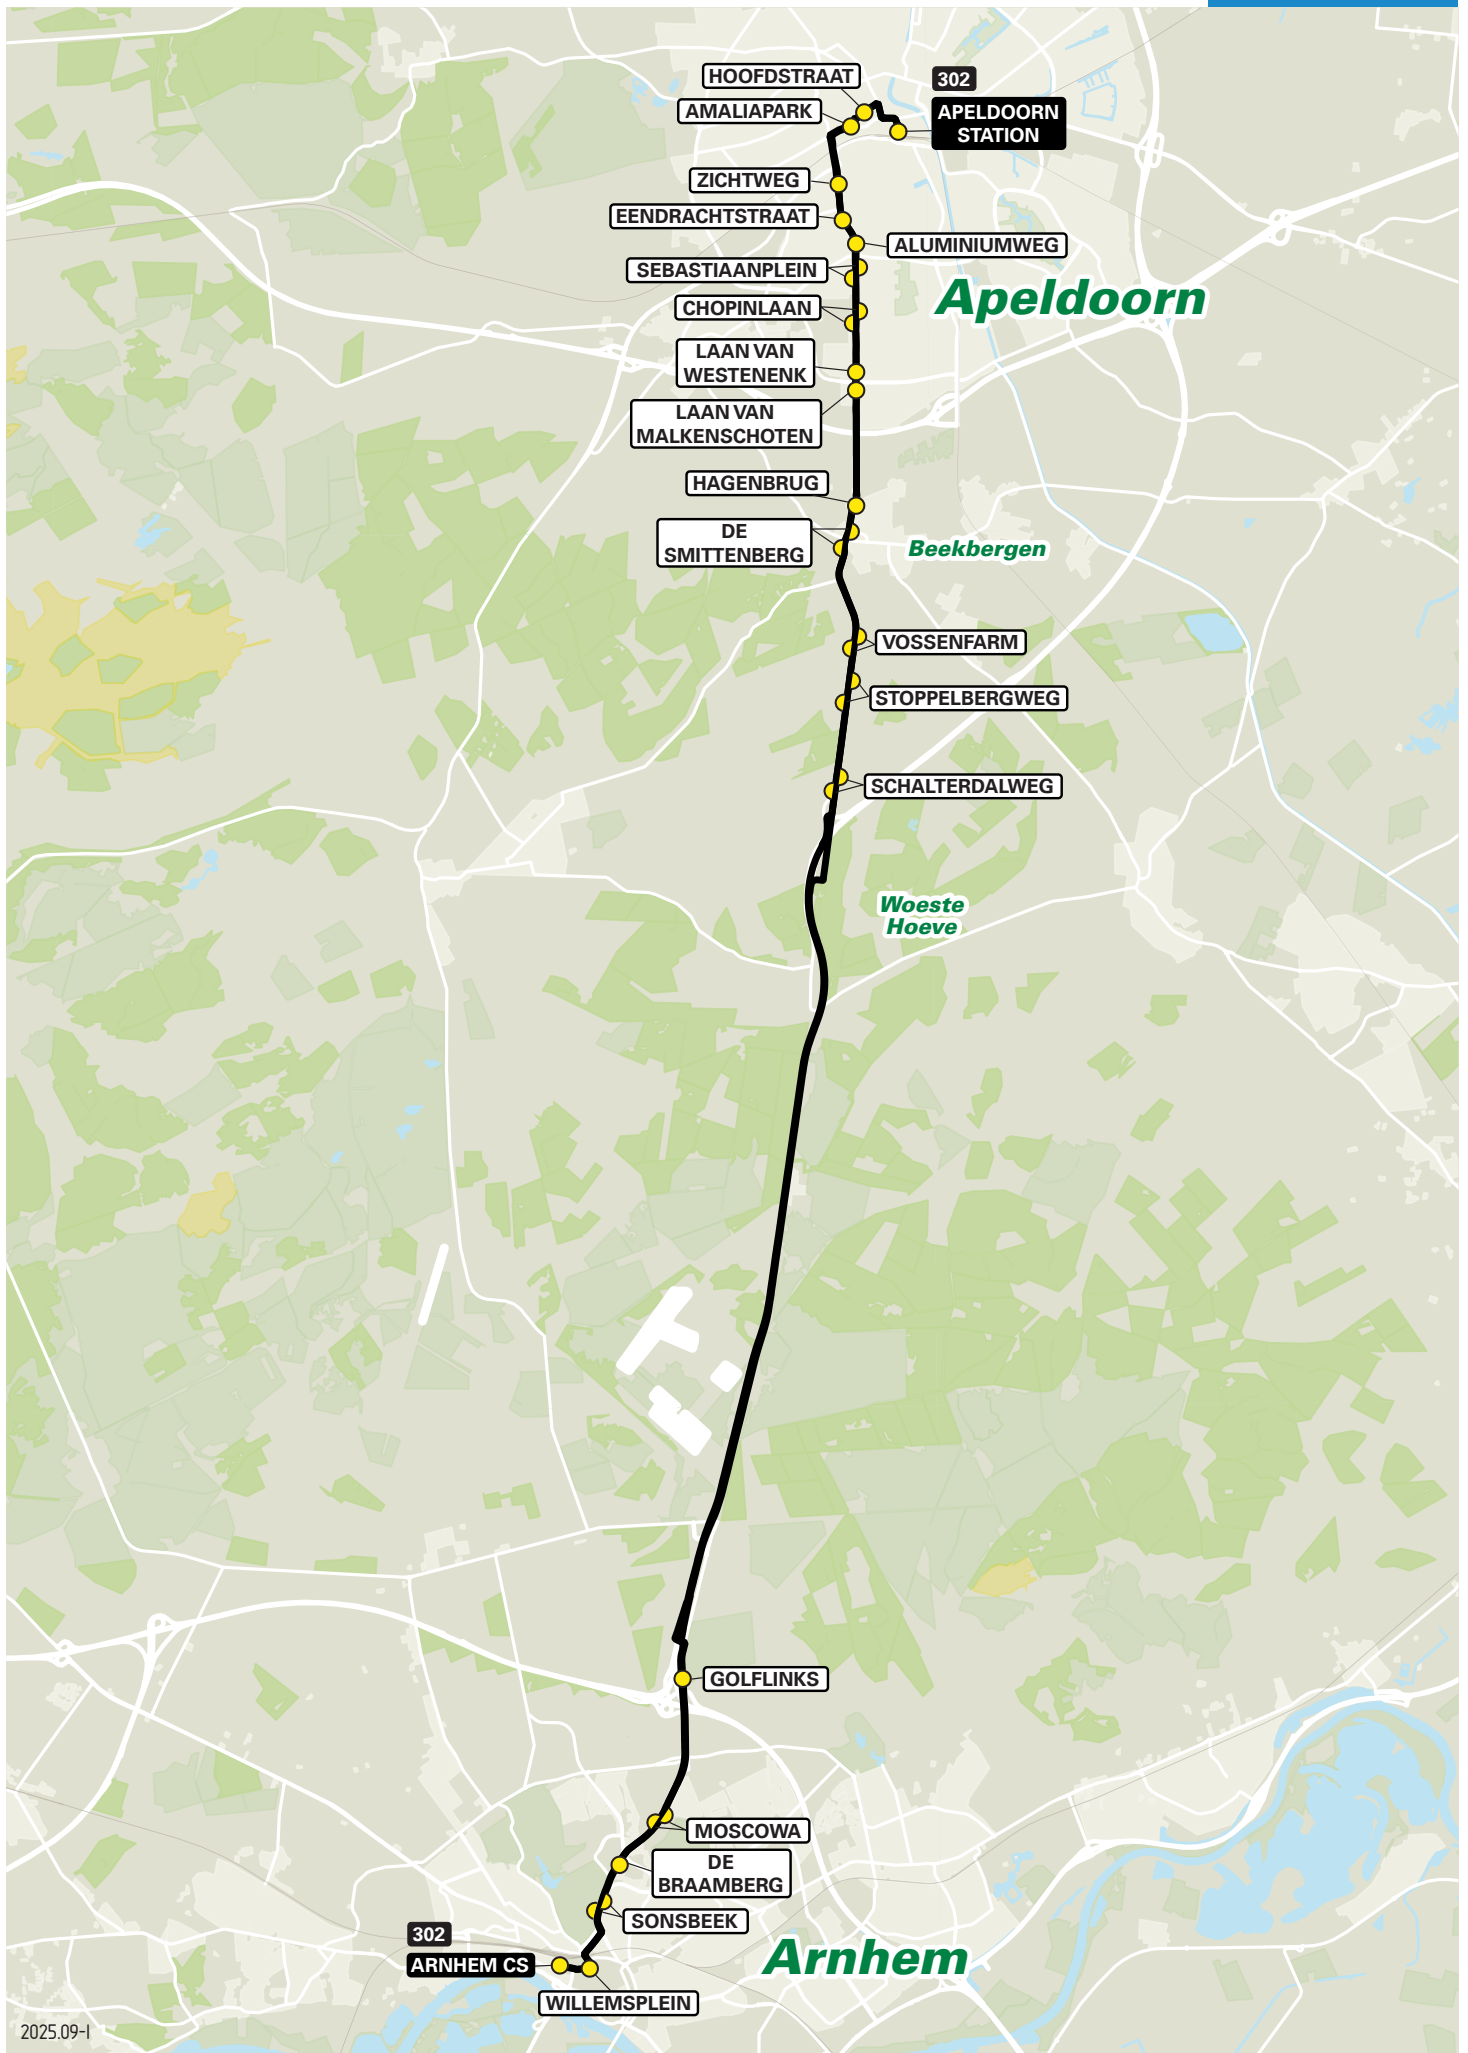 HOOFDSTRAAT
302
AMALIAPARK
APELDOORN
STATION
ZICHTWEG
EENDRACHTSTRAAT
ALUMINIUMWEG
SEBASTIAANPLEIN
Apeldoorn
CHOPINLAAN
LAAN VAN
WESTENENK
LAAN VAN
MALKENSCHOTEN
HAGENBRUG
DE
SMITTENBERG
Beekbergen
VOSSENFARM
STOPPELBERGWEG
SCHALTERDALWEG
Woeste
Hoeve
GOLFLINKS
MOSCOWA
DE
BRAAMBERG
SONSBEEK
302
ARNHEM CS
Arnhem
WILLEMSPLEIN
2025.09-I